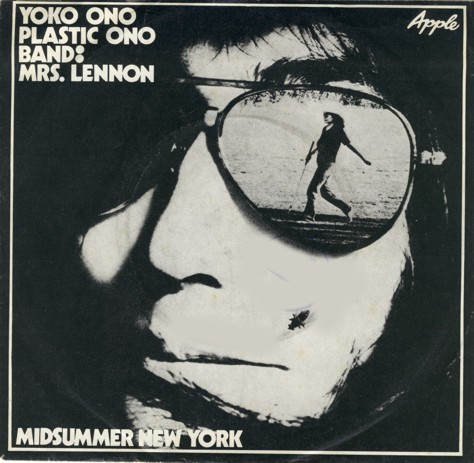 YOKO ONO
PLASTIC ONO
BAND:
MRS. LENNON
Apple
MIDSUMMER NEW YORK